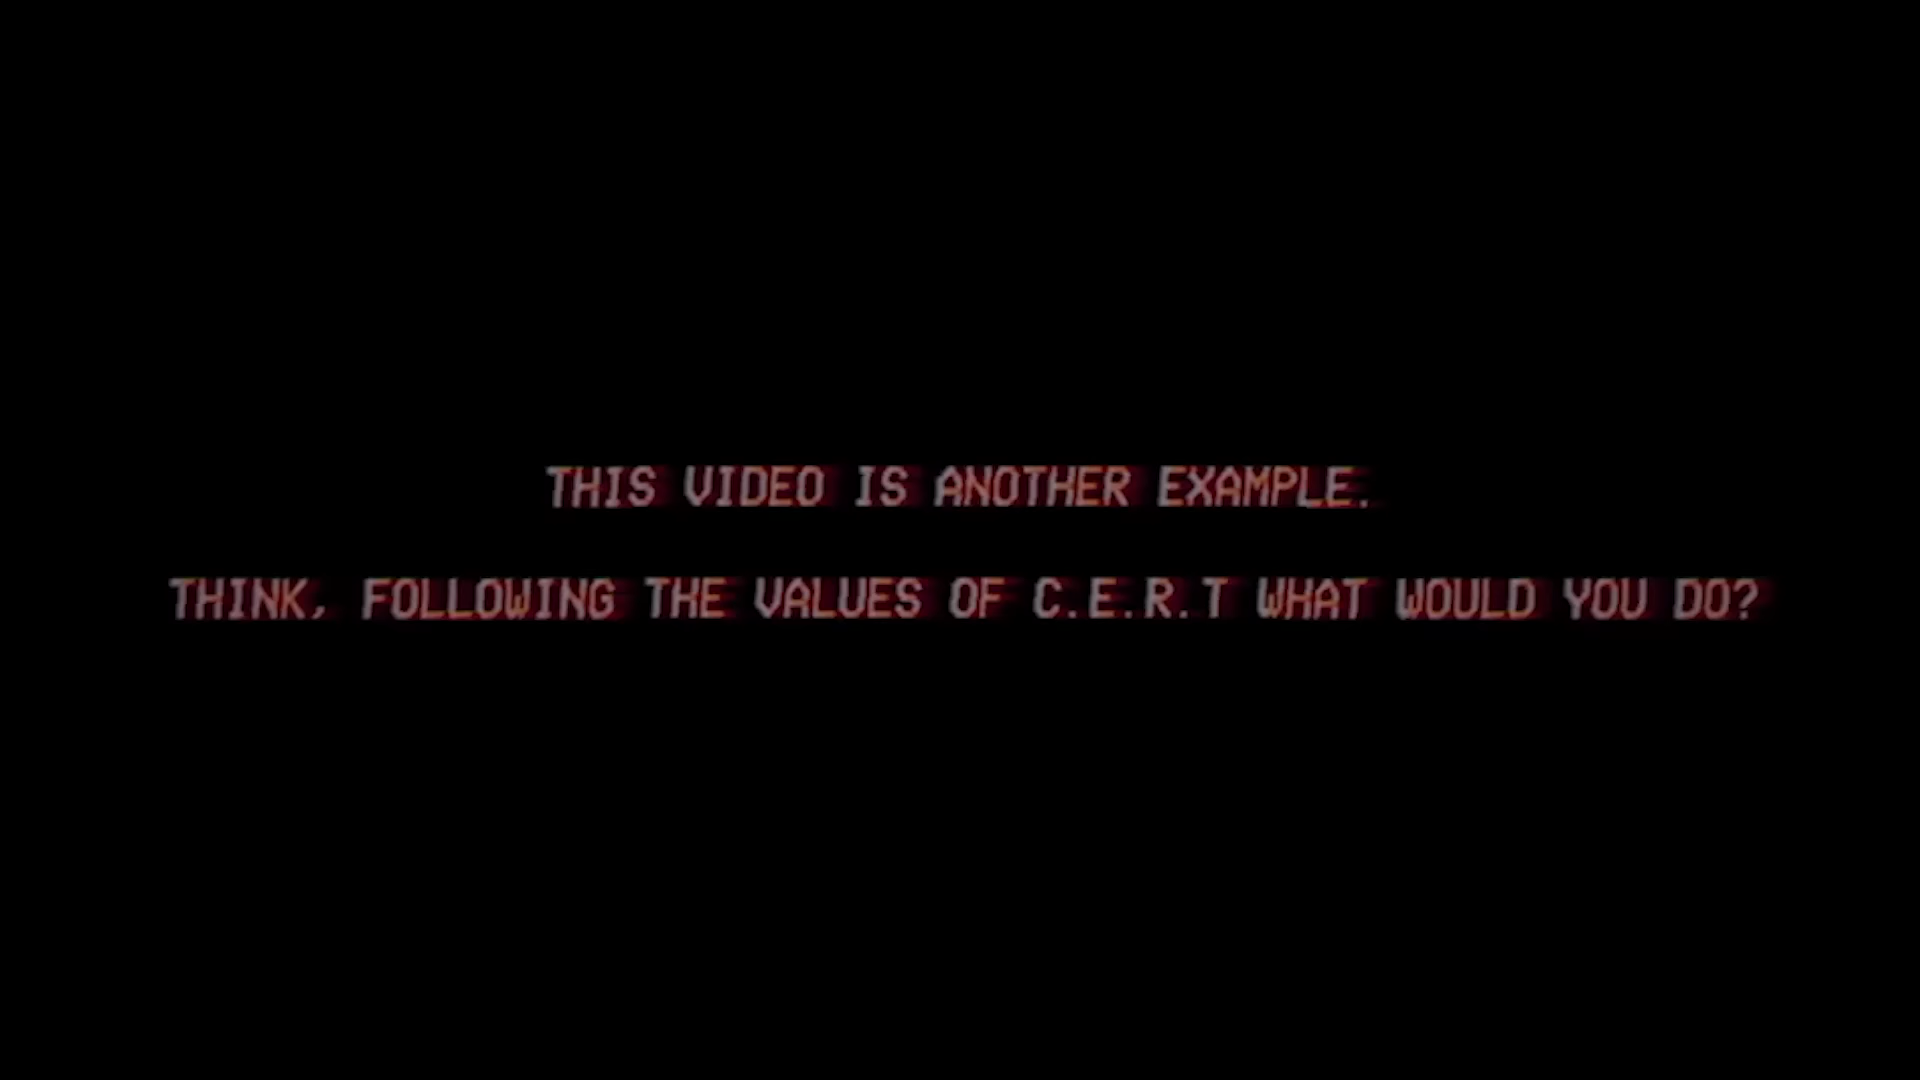 THIS VIDEO IS ANOTHER EXAMPLE.
THINK, FOLLOWING THE VALUES OF C.E.R.T WHAT WOULD YOU DO?